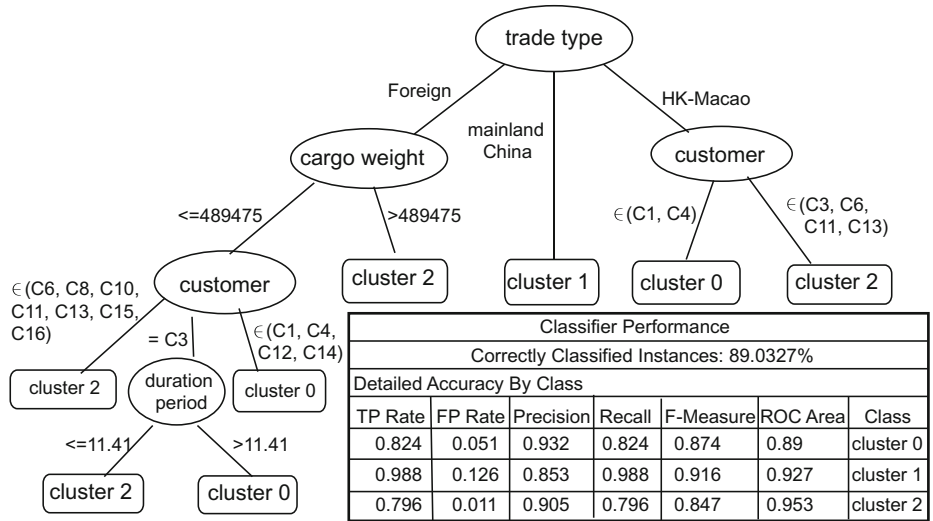 trade type
Foreign
mainland
China
HK-Macao
cargo weight
customer
<=489475
>489475
∈(C1, C4)
∈(C3, C6,
C11, C13)
customer
cluster 2
cluster 1
cluster 0
cluster 2
∈(C6, C8, C10,
C11, C13, C15,
C16)
= C3
∈(C1, C4,
C12, C14)
cluster 2
duration
period
cluster 0
<=11.41
>11.41
cluster 2
cluster 0
Classifier Performance
Correctly Classified Instances: 89.0327%
Detailed Accuracy By Class
TP Rate FP Rate Precision Recall F-Measure ROC Area Class
0.824 0.051 0.932 0.824 0.874 0.89 cluster 0
0.988 0.126 0.853 0.988 0.916 0.927 cluster 1
0.796 0.011 0.905 0.796 0.847 0.953 cluster 2